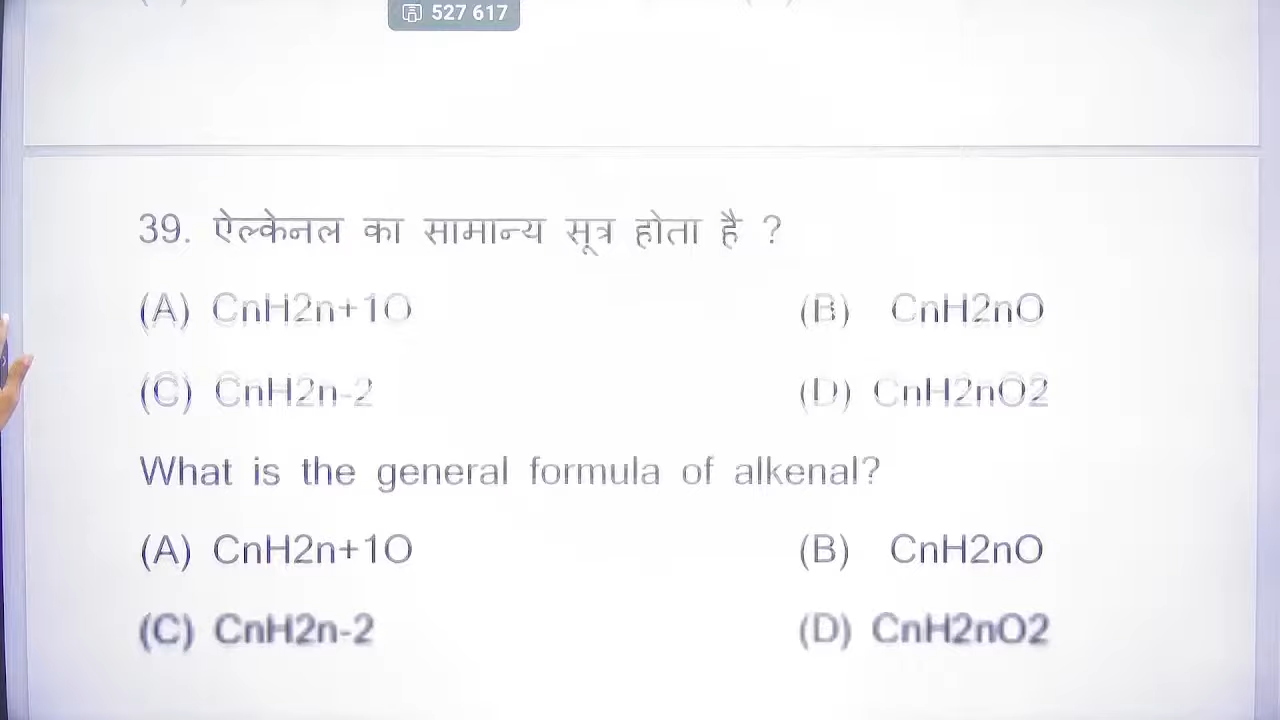 527 617
39. ऐल्केनल का सामान्य सूत्र होता है ?
(A) CnH2n+1O (B) CnH2nO
(C) CnH2n-2 (D) CnH2nO2
What is the general formula of alkenal?
(A) CnH2n+1O (B) CnH2nO
(C) CnH2n-2 (D) CnH2nO2